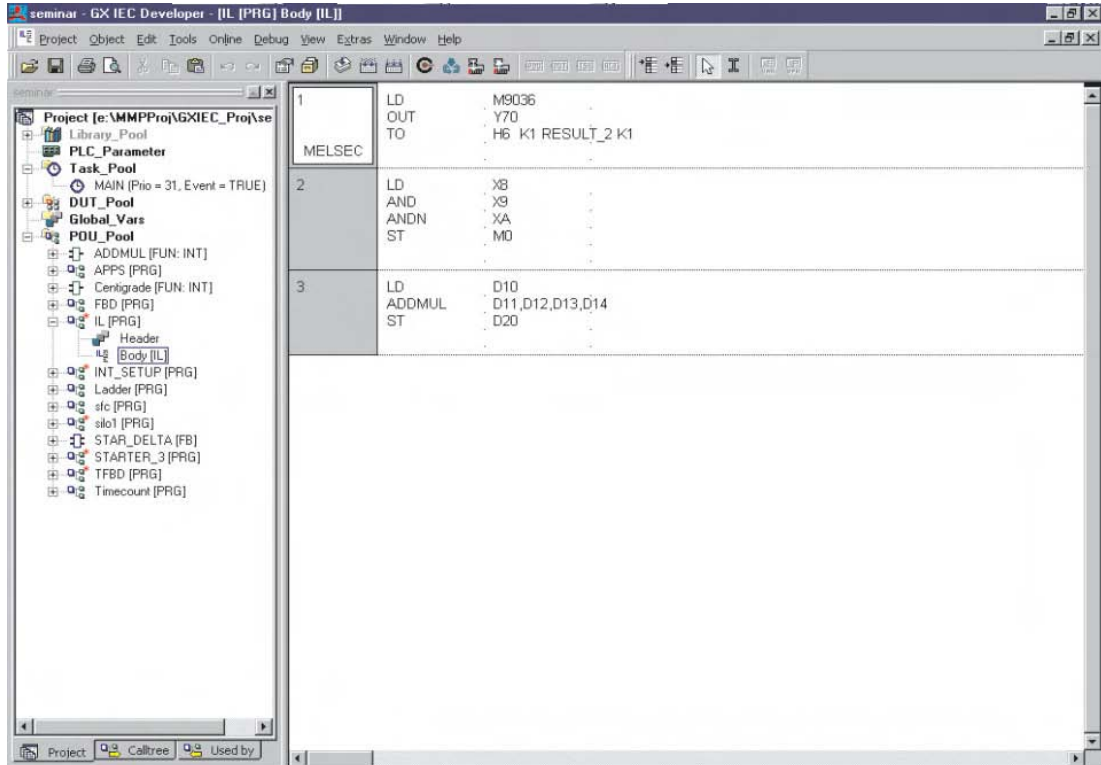 seminar - GX IEC Developer - [IL [PRG] Body [IL]]
Project Object Edit Tools Online Debug View Extras Window Help
seminar
Project [e:\MMPProj\GXIEC_Proj\se
Library_Pool
PLC_Parameter
Task_Pool
MAIN (Prio = 31, Event = TRUE)
DUT_Pool
Global_Vars
POU_Pool
ADDMUL [FUN: INT]
APPS [PRG]
Centigrade [FUN: INT]
FBD [PRG]
IL [PRG]
Header
Body [IL]
INT_SETUP [PRG]
Ladder [PRG]
sfc [PRG]
silo1 [PRG]
STAR_DELTA [FB]
STARTER_3 [PRG]
TFBD [PRG]
Timecount [PRG]
Project Calltree Used by
1
MELSEC
LD M9036
OUT Y70
TO H6 K1 RESULT_2 K1
2
LD X8
AND X9
ANDN XA
ST M0
3
LD D10
ADDMUL D11,D12,D13,D14
ST D20